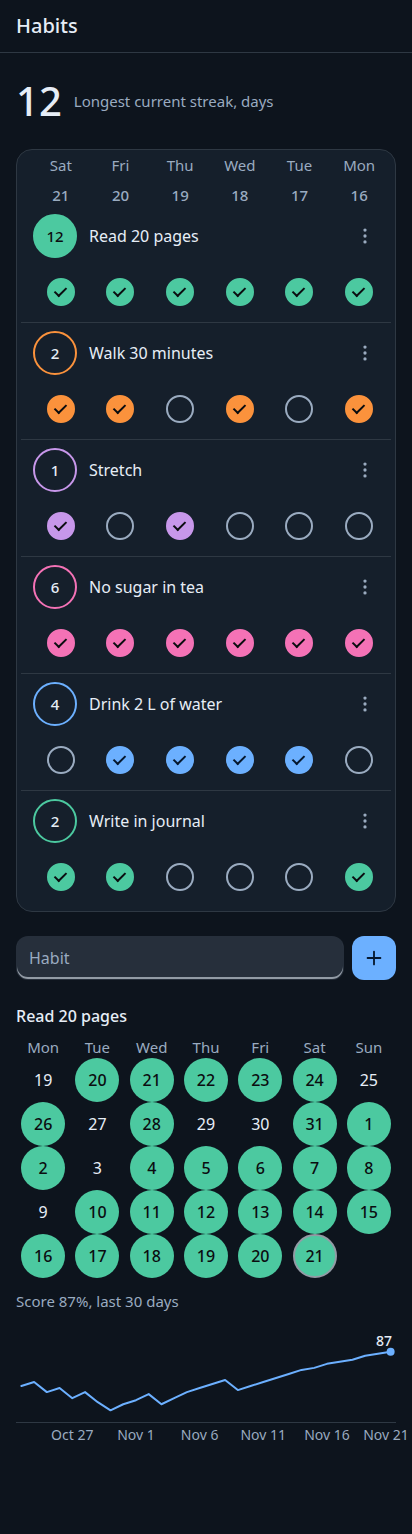 Habits
12 Longest current streak, days
Sat Fri Thu Wed Tue Mon
21 20 19 18 17 16
12 Read 20 pages
2 Walk 30 minutes
1 Stretch
6 No sugar in tea
4 Drink 2 L of water
2 Write in journal
Habit
Read 20 pages
Mon Tue Wed Thu Fri Sat Sun
19 20 21 22 23 24 25
26 27 28 29 30 31 1
2 3 4 5 6 7 8
9 10 11 12 13 14 15
16 17 18 19 20 21
Score 87%, last 30 days
87
Oct 27 Nov 1 Nov 6 Nov 11 Nov 16 Nov 21